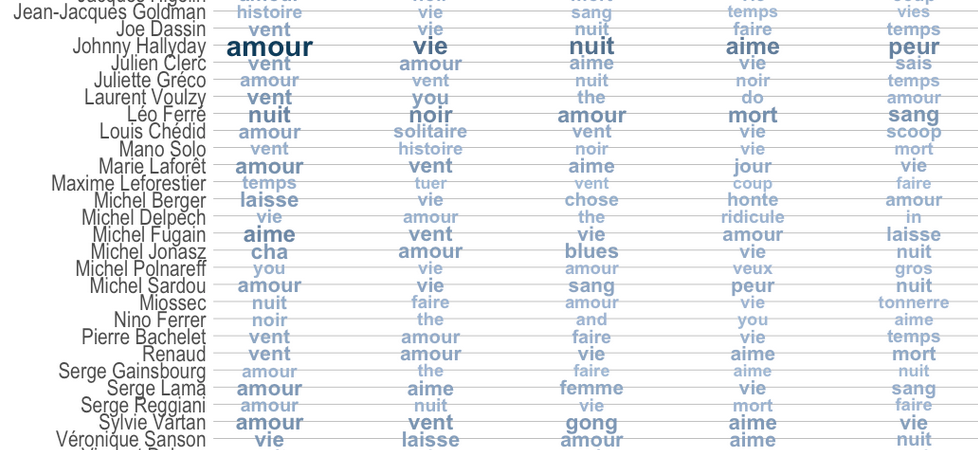 Jean-Jacques Goldman histoire vie sang temps vies
Joe Dassin vent vie nuit faire temps
Johnny Hallyday amour vie nuit aime peur
Julien Clerc vent amour aime vie sais
Juliette Gréco amour vent nuit noir temps
Laurent Voulzy vent you the do amour
Léo Ferré nuit noir amour mort sang
Louis Chédid amour solitaire vent vie scoop
Mano Solo vent histoire noir vie mort
Marie Laforêt amour vent aime jour vie
Maxime Leforestier temps tuer vent coup faire
Michel Berger laisse vie chose honte amour
Michel Delpech vie amour the ridicule in
Michel Fugain aime vent vie amour laisse
Michel Jonasz cha amour blues vie nuit
Michel Polnareff you vie amour veux gros
Michel Sardou amour vie sang peur nuit
Miossec nuit faire amour vie tonnerre
Nino Ferrer noir the and you aime
Pierre Bachelet vent amour faire vie temps
Renaud vent amour vie aime mort
Serge Gainsbourg amour the faire aime nuit
Serge Lama amour aime femme vie sang
Serge Reggiani amour nuit vie mort faire
Sylvie Vartan amour vent gong aime vie
Véronique Sanson vie laisse amour aime nuit